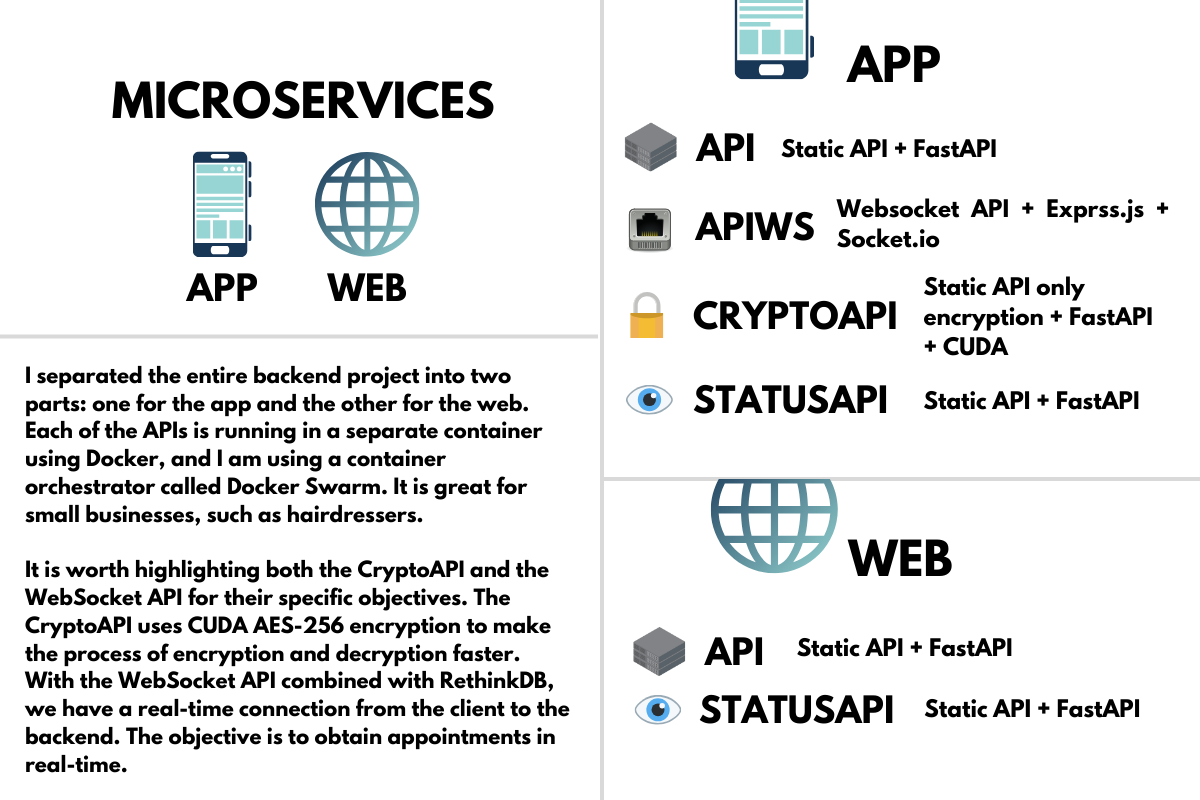 MICROSERVICES
APP
WEB
I separated the entire backend project into two
parts: one for the app and the other for the web.
Each of the APIs is running in a separate container
using Docker, and I am using a container
orchestrator called Docker Swarm. It is great for
small businesses, such as hairdressers.
It is worth highlighting both the CryptoAPI and the
WebSocket API for their specific objectives. The
CryptoAPI uses CUDA AES-256 encryption to make
the process of encryption and decryption faster.
With the WebSocket API combined with RethinkDB,
we have a real-time connection from the client to the
backend. The objective is to obtain appointments in
real-time.
APP
API Static API + FastAPI
APIWS Websocket API + Exprss.js +
Socket.io
CRYPTOAPI Static API only
encryption + FastAPI
+ CUDA
STATUSAPI Static API + FastAPI
WEB
API Static API + FastAPI
STATUSAPI Static API + FastAPI